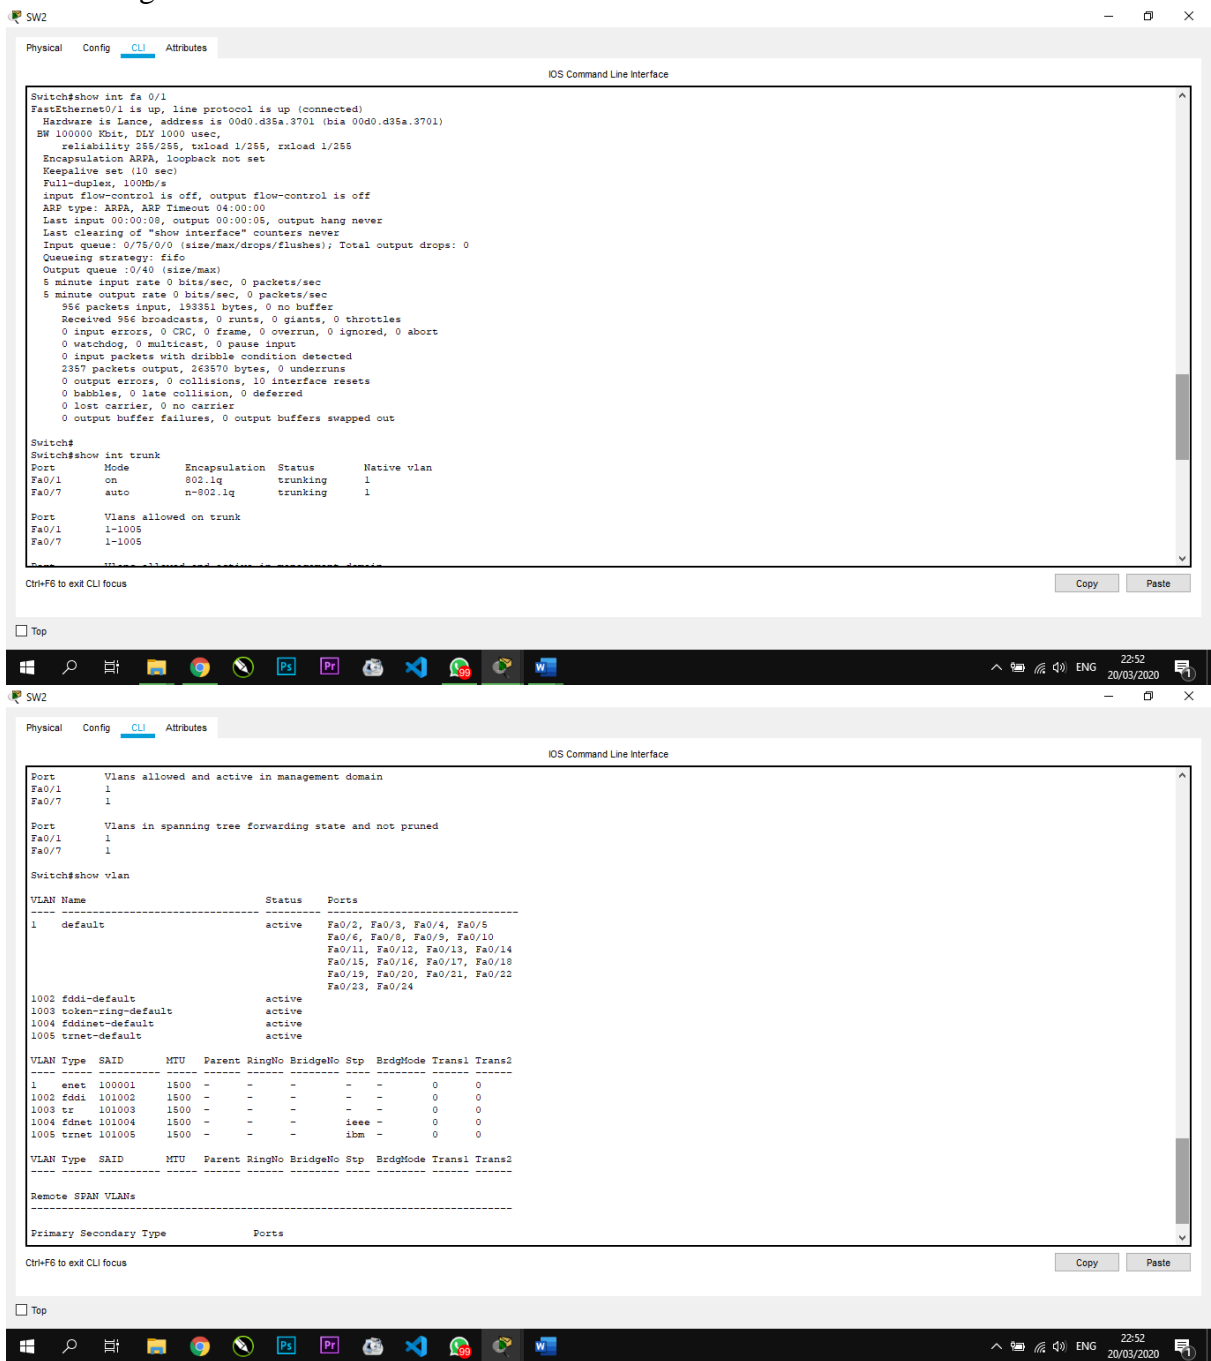 SW2
Physical Config CLI Attributes
IOS Command Line Interface
Switch#show int fa 0/1
FastEthernet0/1 is up, line protocol is up (connected)
Hardware is Lance, address is 00d0.d35a.3701 (bia 00d0.d35a.3701)
BW 100000 Kbit, DLY 1000 usec,
reliability 255/255, txload 1/255, rxload 1/255
Encapsulation ARPA, loopback not set
Keepalive set (10 sec)
Full-duplex, 100Mb/s
input flow-control is off, output flow-control is off
ARP type: ARPA, ARP Timeout 04:00:00
Last input 00:00:08, output 00:00:05, output hang never
Last clearing of "show interface" counters never
Input queue: 0/75/0/0 (size/max/drops/flushes); Total output drops: 0
Queueing strategy: fifo
Output queue :0/40 (size/max)
5 minute input rate 0 bits/sec, 0 packets/sec
5 minute output rate 0 bits/sec, 0 packets/sec
956 packets input, 193351 bytes, 0 no buffer
Received 956 broadcasts, 0 runts, 0 giants, 0 throttles
0 input errors, 0 CRC, 0 frame, 0 overrun, 0 ignored, 0 abort
0 watchdog, 0 multicast, 0 pause input
0 input packets with dribble condition detected
2357 packets output, 263570 bytes, 0 underruns
0 output errors, 0 collisions, 10 interface resets
0 babbles, 0 late collision, 0 deferred
0 lost carrier, 0 no carrier
0 output buffer failures, 0 output buffers swapped out
Switch#
Switch#show int trunk
Port Mode Encapsulation Status Native vlan
Fa0/1 on 802.1q trunking 1
Fa0/7 auto n-802.1q trunking 1
Port Vlans allowed on trunk
Fa0/1 1-1005
Fa0/7 1-1005
Port Vlans allowed and active in management domain
Ctrl+F6 to exit CLI focus
Copy Paste
Top
Ps Pr 99 W ENG 22:52
20/03/2020 1
SW2
Physical Config CLI Attributes
IOS Command Line Interface
Port Vlans allowed and active in management domain
Fa0/1 1
Fa0/7 1
Port Vlans in spanning tree forwarding state and not pruned
Fa0/1 1
Fa0/7 1
Switch#show vlan
VLAN Name Status Ports
---- -------------------------------- --------- -------------------------------
1 default active Fa0/2, Fa0/3, Fa0/4, Fa0/5
Fa0/6, Fa0/8, Fa0/9, Fa0/10
Fa0/11, Fa0/12, Fa0/13, Fa0/14
Fa0/15, Fa0/16, Fa0/17, Fa0/18
Fa0/19, Fa0/20, Fa0/21, Fa0/22
Fa0/23, Fa0/24
1002 fddi-default active
1003 token-ring-default active
1004 fddinet-default active
1005 trnet-default active
VLAN Type SAID MTU Parent RingNo BridgeNo Stp BrdgMode Trans1 Trans2
---- ----- ---------- ----- ------ ------ -------- ---- -------- ------ ------
1 enet 100001 1500 - - - - - 0 0
1002 fddi 101002 1500 - - - - - 0 0
1003 tr 101003 1500 - - - - - 0 0
1004 fdnet 101004 1500 - - - ieee - 0 0
1005 trnet 101005 1500 - - - ibm - 0 0
VLAN Type SAID MTU Parent RingNo BridgeNo Stp BrdgMode Trans1 Trans2
---- ----- ---------- ----- ------ ------ -------- ---- -------- ------ ------
Remote SPAN VLANs
------------------------------------------------------------------------------
Primary Secondary Type Ports
Ctrl+F6 to exit CLI focus
Copy Paste
Top
Ps Pr 99 W ENG 22:52
20/03/2020 1